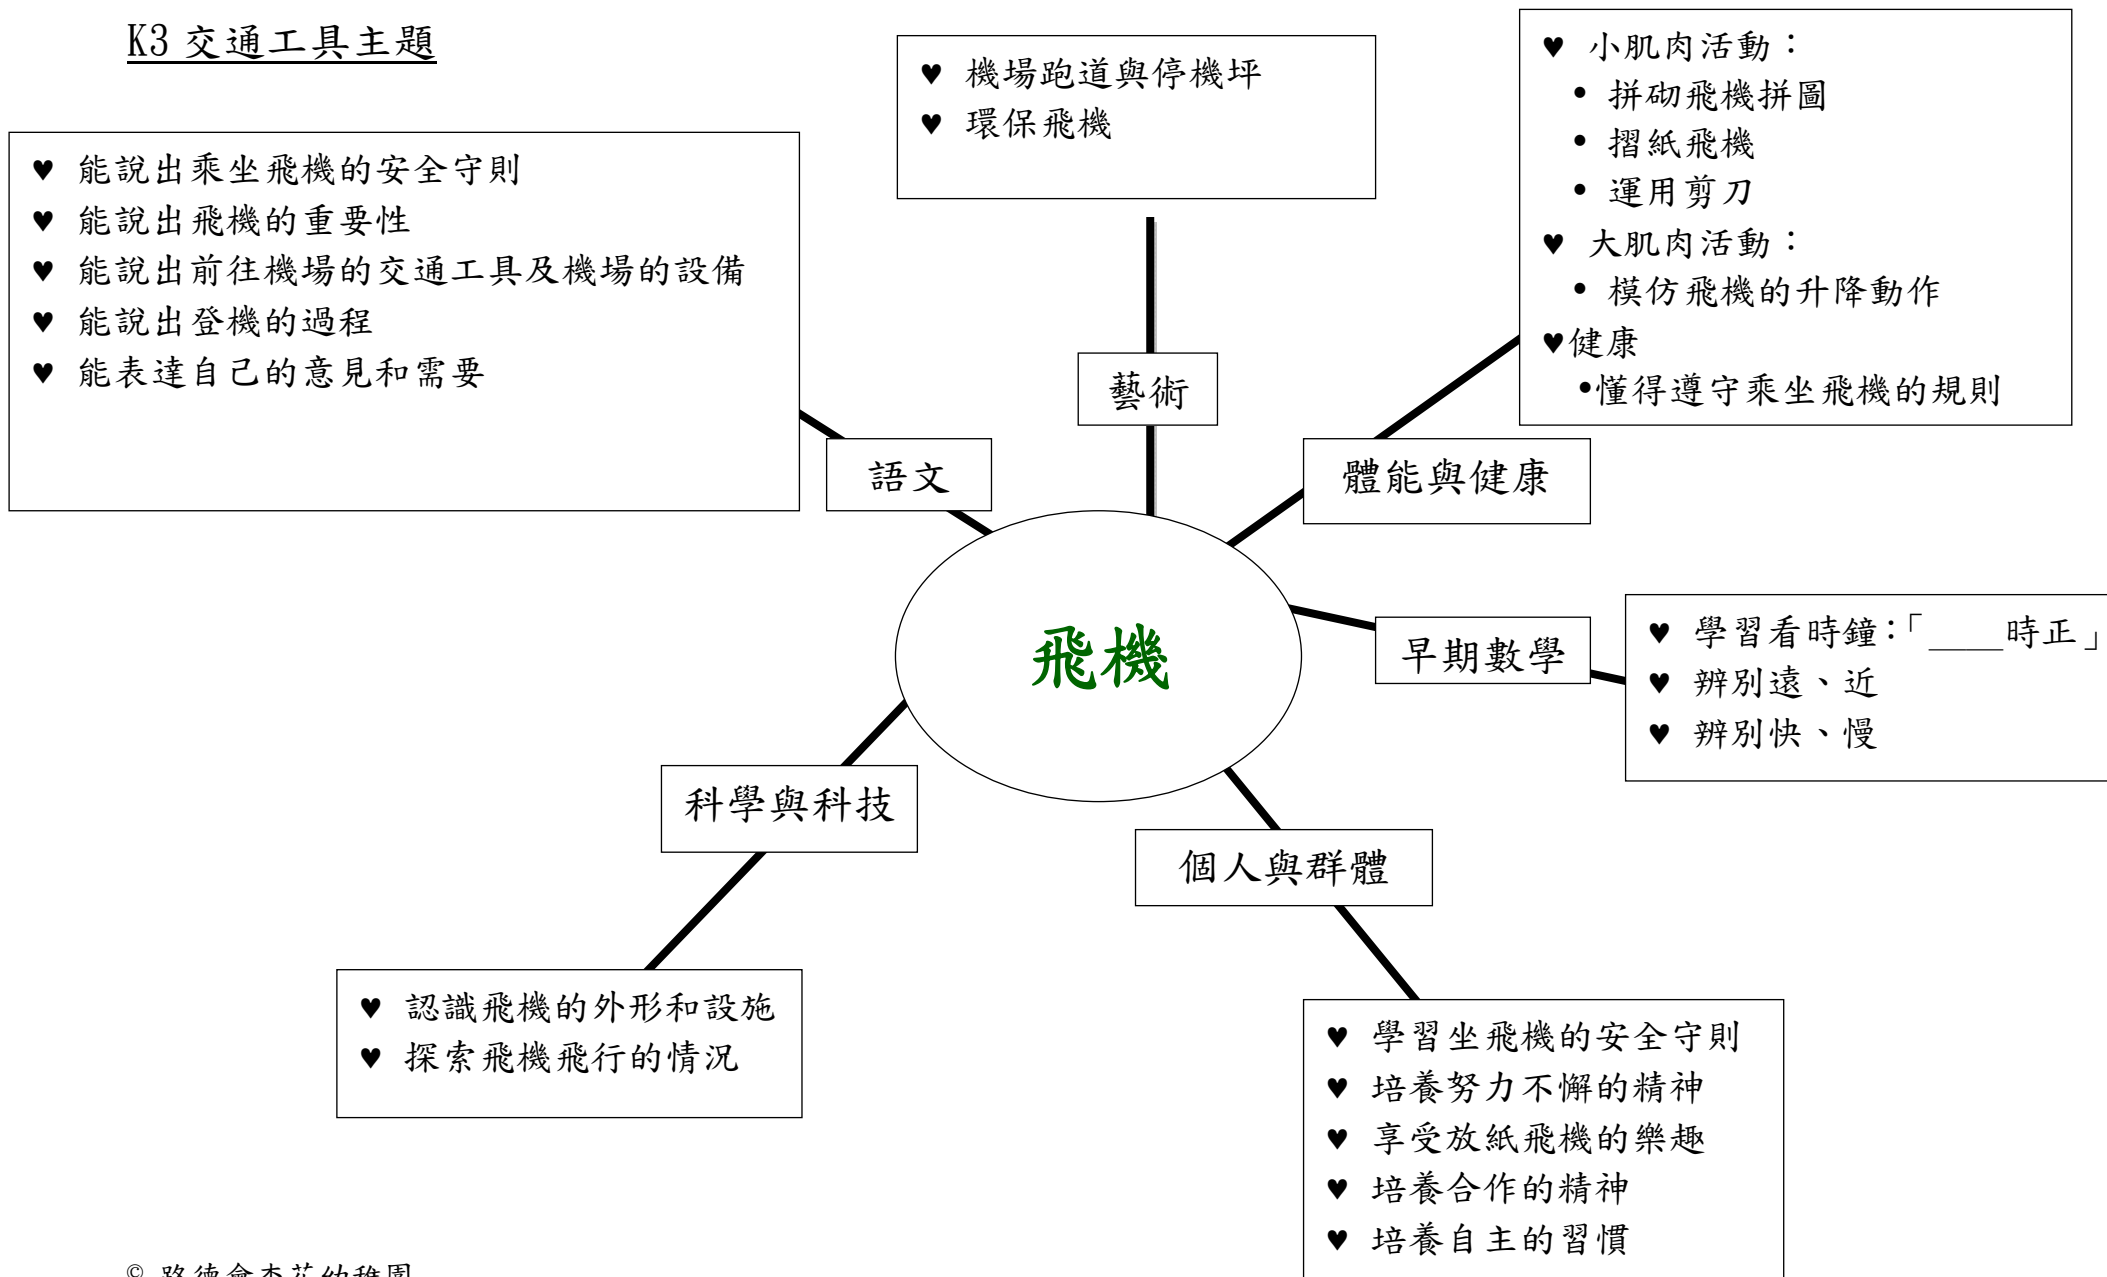 K3 交通工具主題
♥ 機場跑道與停機坪
♥ 環保飛機
♥ 小肌肉活動：
• 拼砌飛機拼圖
• 摺紙飛機
• 運用剪刀
♥ 大肌肉活動：
• 模仿飛機的升降動作
♥健康
•懂得遵守乘坐飛機的規則
♥ 能說出乘坐飛機的安全守則
♥ 能說出飛機的重要性
♥ 能說出前往機場的交通工具及機場的設備
♥ 能說出登機的過程
♥ 能表達自己的意見和需要
藝術
語文
體能與健康
飛機
早期數學
♥ 學習看時鐘：「____時正」
♥ 辨別遠、近
♥ 辨別快、慢
科學與科技
個人與群體
♥ 認識飛機的外形和設施
♥ 探索飛機飛行的情況
♥ 學習坐飛機的安全守則
♥ 培養努力不懈的精神
♥ 享受放紙飛機的樂趣
♥ 培養合作的精神
♥ 培養自主的習慣
© 路德會杏花幼稚園